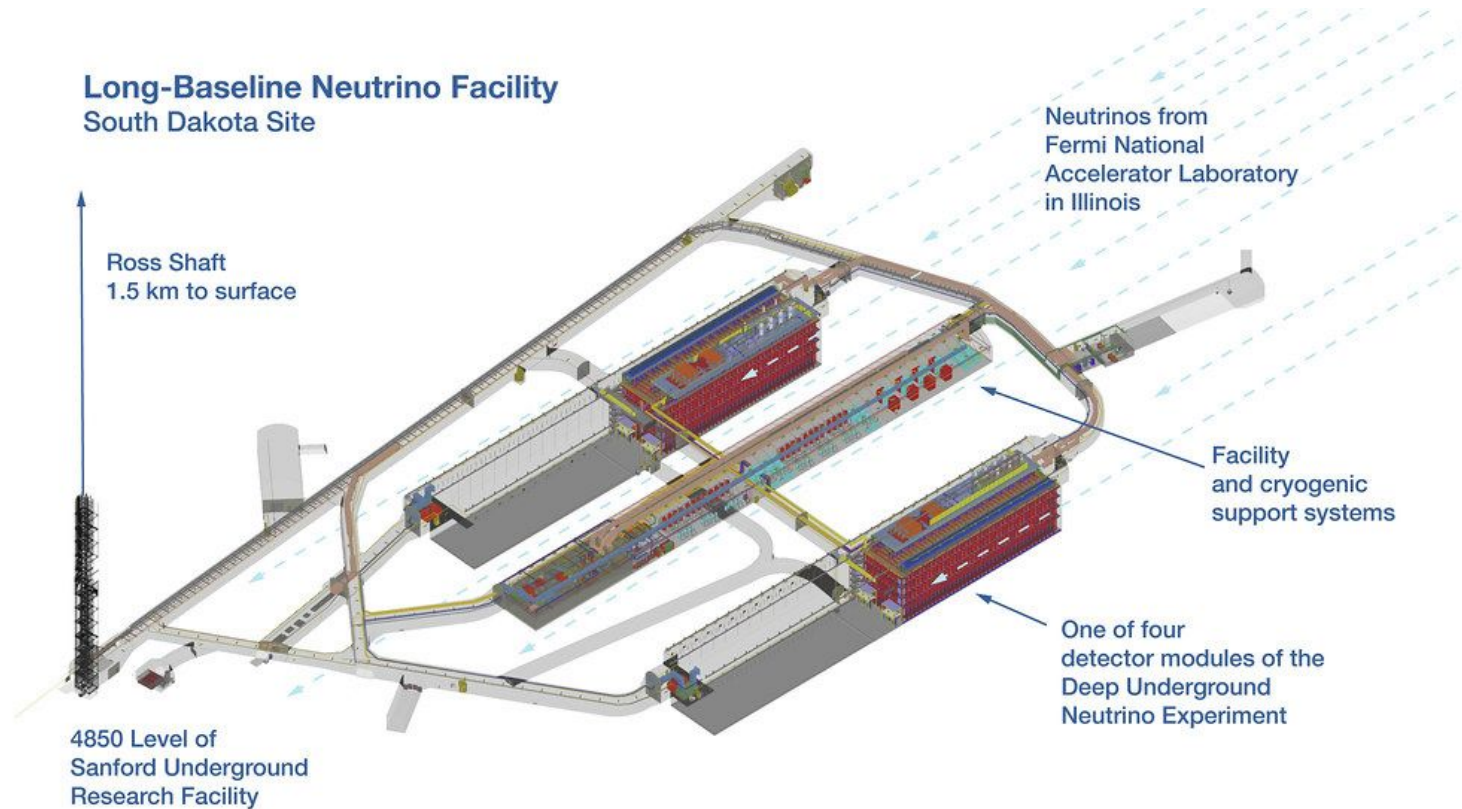 Long-Baseline Neutrino Facility
South Dakota Site
Neutrinos from
Fermi National
Accelerator Laboratory
in Illinois
Ross Shaft
1.5 km to surface
Facility
and cryogenic
support systems
One of four
detector modules of the
Deep Underground
Neutrino Experiment
4850 Level of
Sanford Underground
Research Facility